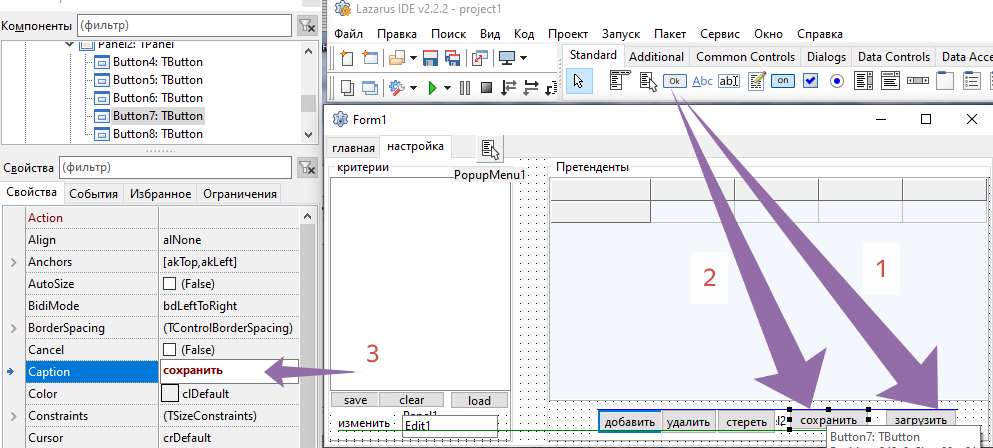 Компоненты (фильтр)
Panel2: TPanel
Button4: TButton
Button5: TButton
Button6: TButton
Button7: TButton
Button8: TButton
Свойства (фильтр)
Свойства События Избранное Ограничения
Action
Align alNone
Anchors [akTop,akLeft]
AutoSize (False)
BidiMode bdLeftToRight
BorderSpacing (TControlBorderSpacing)
Cancel (False)
Caption сохранить
Color clDefault
Constraints (TSizeConstraints)
Cursor crDefault
Lazarus IDE v2.2.2 - project1
Файл Правка Поиск Вид Код Проект Запуск Пакет Сервис Окно Справка
Standard Additional Common Controls Dialogs Data Controls Data Acce
Ok Abc abI on
Form1
главная настройка
критерии
PopupMenu1
Претенденты
1
2
3
save clear load
Panel1
изменить Edit1
добавить удалить стереть l2 сохранить загрузить
Button7: TButton